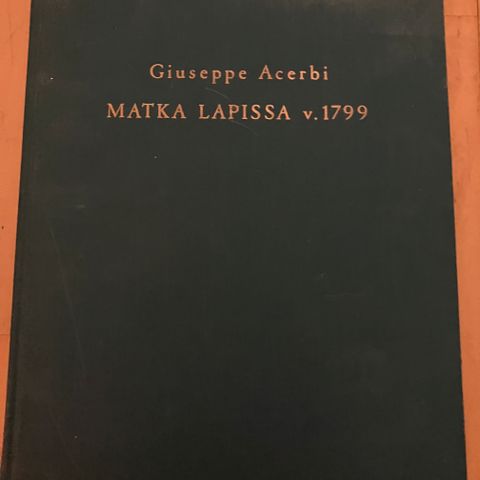 Giuseppe Acerbi
MATKA LAPISSA v.1799